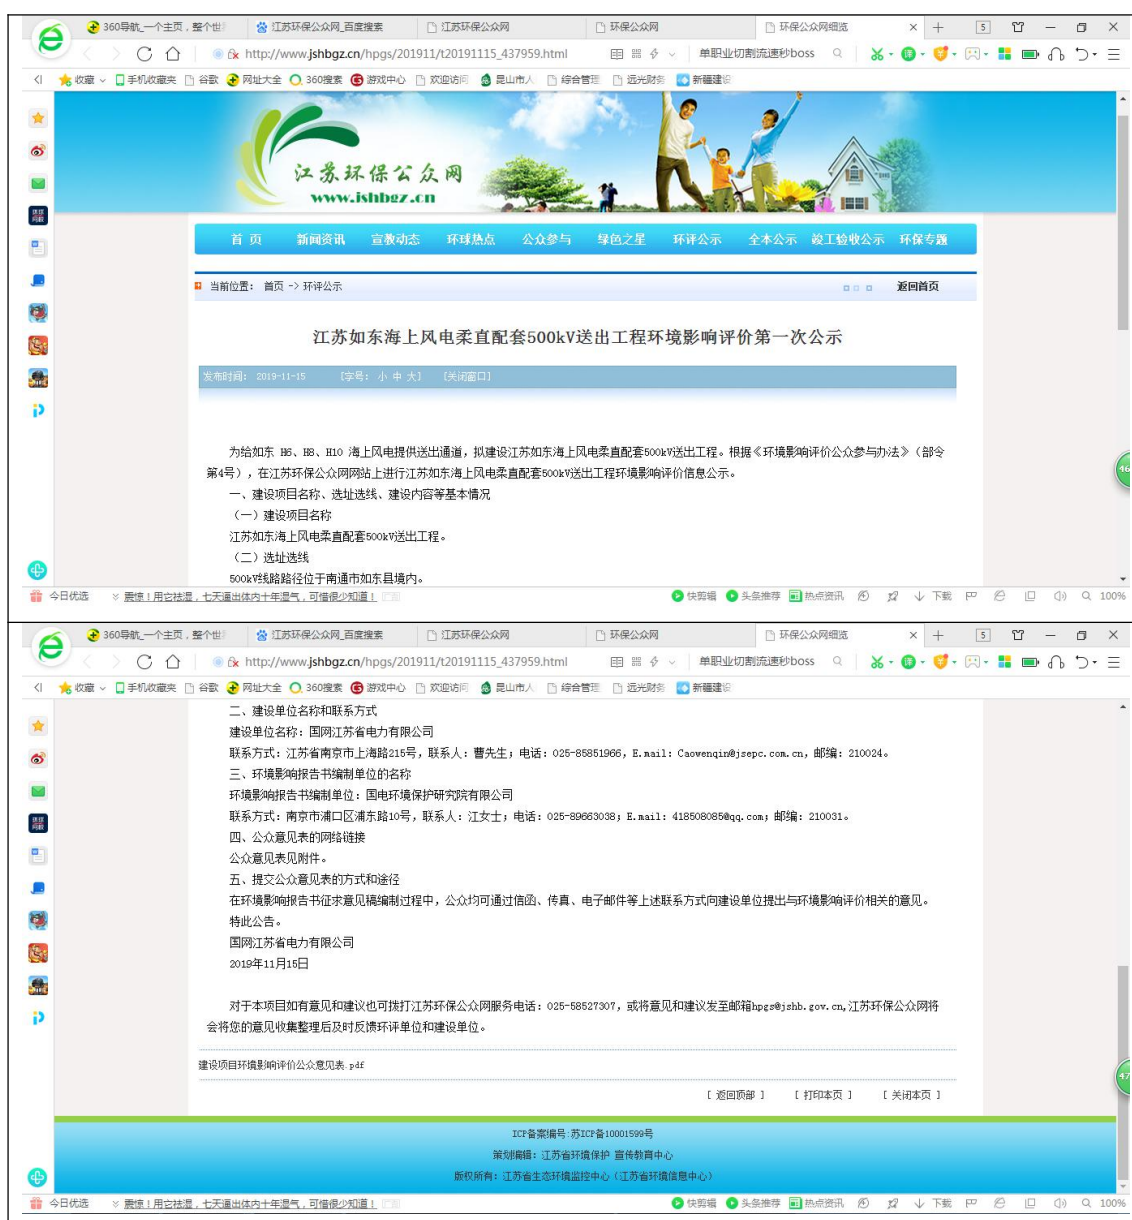 360导航_一个主页，整个世 江苏环保公众网_百度搜索 江苏环保公众网 环保公众网 环保公众网细览 × + 5
http://www.jshbgz.cn/hpgs/201911/t20191115_437959.html 单职业切割流速秒boss
收藏 手机收藏夹 谷歌 网址大全 360搜索 游戏中心 欢迎访问 昆山市人 综合管理 远光财务 新疆建设
江苏环保公众网
www.jshbgz.cn
首 页 新闻资讯 宣教动态 环球热点 公众参与 绿色之星 环评公示 全本公示 竣工验收公示 环保专题
当前位置： 首页 -> 环评公示 返回首页
江苏如东海上风电柔直配套500kV送出工程环境影响评价第一次公示
发布时间： 2019-11-15 【字号： 小 中 大】 【关闭窗口】
为给如东 H6、H8、H10 海上风电提供送出通道，拟建设江苏如东海上风电柔直配套500kV送出工程。根据《环境影响评价公众参与办法》（部令
第4号），在江苏环保公众网网站上进行江苏如东海上风电柔直配套500kV送出工程环境影响评价信息公示。
一、建设项目名称、选址选线、建设内容等基本情况
（一）建设项目名称
江苏如东海上风电柔直配套500kV送出工程。
（二）选址选线
500kV线路路径位于南通市如东县境内。
46
今日优选 震惊！用它祛湿，七天逼出体内十年湿气，可惜很少知道！ 快剪辑 头条推荐 热点资讯 下载 100%
360导航_一个主页，整个世 江苏环保公众网_百度搜索 江苏环保公众网 环保公众网 环保公众网细览 × + 5
http://www.jshbgz.cn/hpgs/201911/t20191115_437959.html 单职业切割流速秒boss
收藏 手机收藏夹 谷歌 网址大全 360搜索 游戏中心 欢迎访问 昆山市人 综合管理 远光财务 新疆建设
二、建设单位名称和联系方式
建设单位名称：国网江苏省电力有限公司
联系方式：江苏省南京市上海路215号，联系人：曹先生；电话：025-85851966，E.mail：Caowenqin@jsepc.com.cn，邮编：210024。
三、环境影响报告书编制单位的名称
环境影响报告书编制单位：国电环境保护研究院有限公司
联系方式：南京市浦口区浦东路10号，联系人：江女士；电话：025-89663038；E.mail：418508085@qq.com；邮编：210031。
四、公众意见表的网络链接
公众意见表见附件。
五、提交公众意见表的方式和途径
在环境影响报告书征求意见稿编制过程中，公众均可通过信函、传真、电子邮件等上述联系方式向建设单位提出与环境影响评价相关的意见。
特此公告。
国网江苏省电力有限公司
2019年11月15日
对于本项目如有意见和建议也可拨打江苏环保公众网服务电话：025-58527307，或将意见和建议发至邮箱hpgs@jshb.gov.cn,江苏环保公众网将
会将您的意见收集整理后及时反馈环评单位和建设单位。
建设项目环境影响评价公众意见表.pdf
[ 返回顶部 ] [ 打印本页 ] [ 关闭本页 ]
47
ICP备案编号:苏ICP备10001599号
策划编辑：江苏省环境保护 宣传教育中心
版权所有：江苏省生态环境监控中心（江苏省环境信息中心）
今日优选 震惊！用它祛湿，七天逼出体内十年湿气，可惜很少知道！ 快剪辑 头条推荐 热点资讯 下载 100%